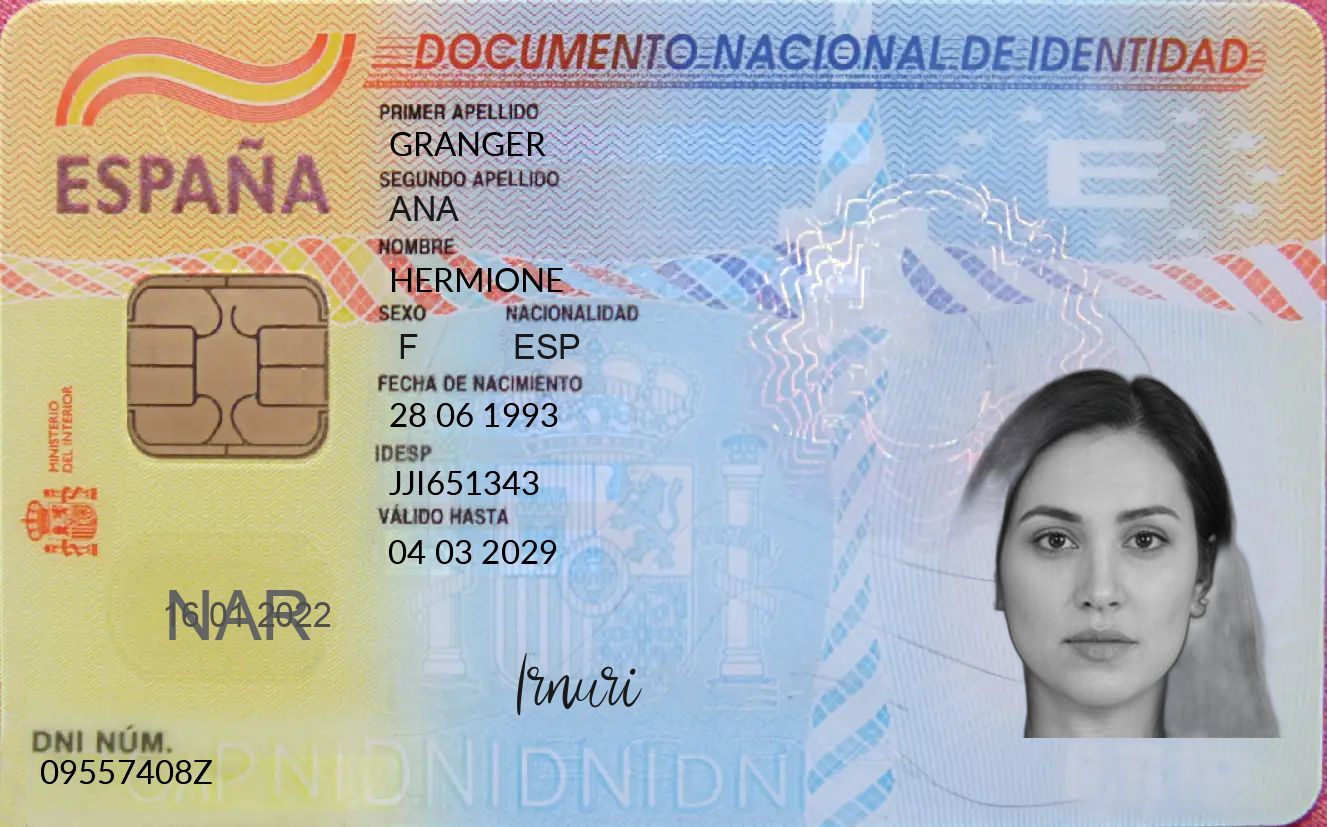 DOCUMENTO NACIONAL DE IDENTIDAD
ESPAÑA
PRIMER APELLIDO
GRANGER
SEGUNDO APELLIDO
ANA
NOMBRE
HERMIONE
SEXO NACIONALIDAD
F ESP
FECHA DE NACIMIENTO
28 06 1993
IDESP
JJI651343
VÁLIDO HASTA
04 03 2029
MINISTERIO
DEL INTERIOR
E
NAR
16 01 2022
Irnuri
DNI NÚM.
09557408Z